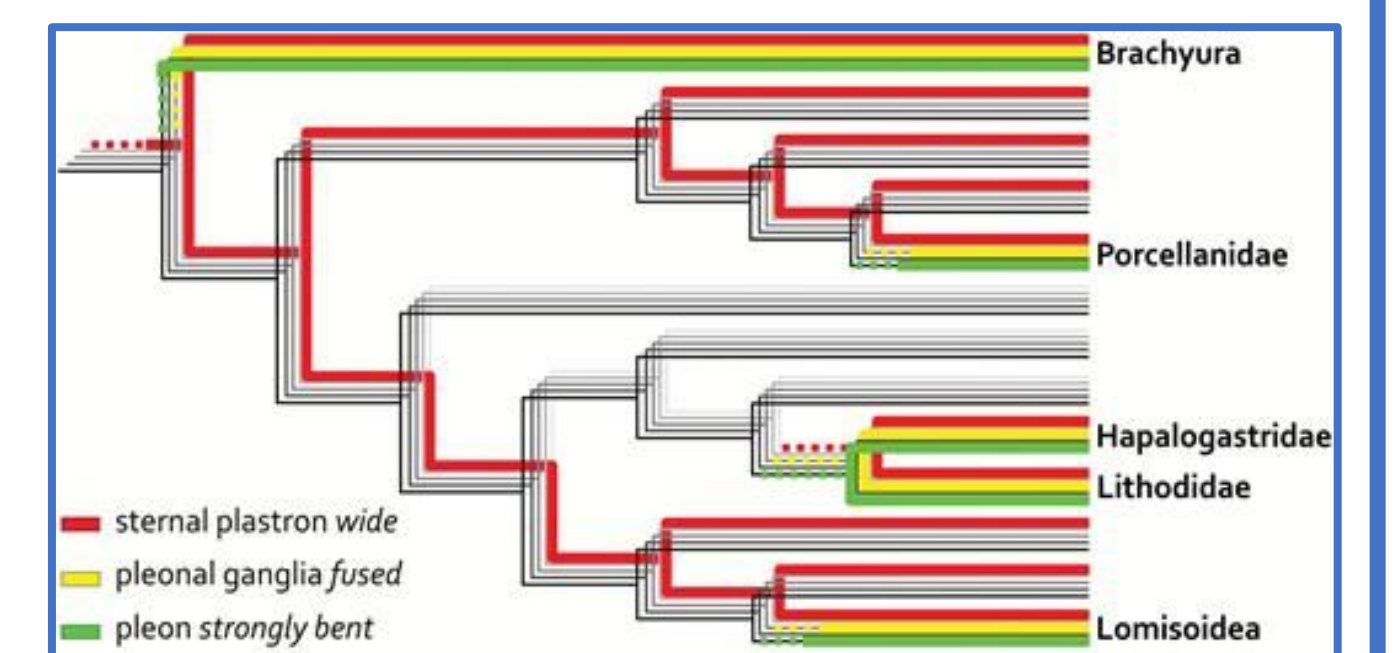 Brachyura
Porcellanidae
Hapalogastridae
Lithodidae
sternal plastron wide
pleonal ganglia fused
pleon strongly bent
Lomisoidea